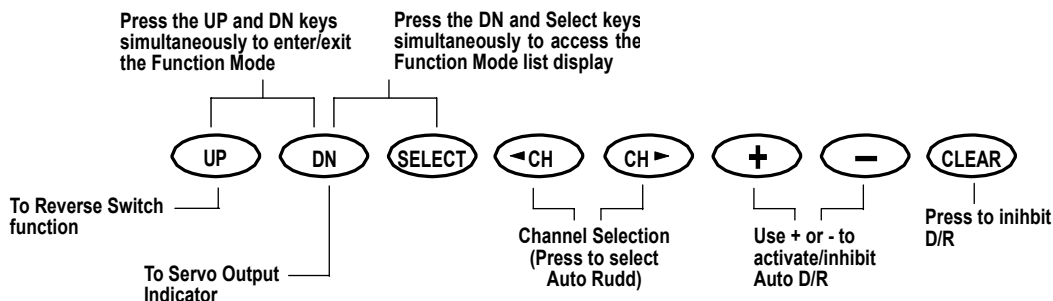 Press the UP and DN keys
simultaneously to enter/exit
the Function Mode
Press the DN and Select keys
simultaneously to access the
Function Mode list display
UP
DN
SELECT
◄CH
CH►
+
−
CLEAR
To Reverse Switch
function
To Servo Output
Indicator
Channel Selection
(Press to select
Auto Rudd)
Use + or - to
activate/inhibit
Auto D/R
Press to inihbit
D/R